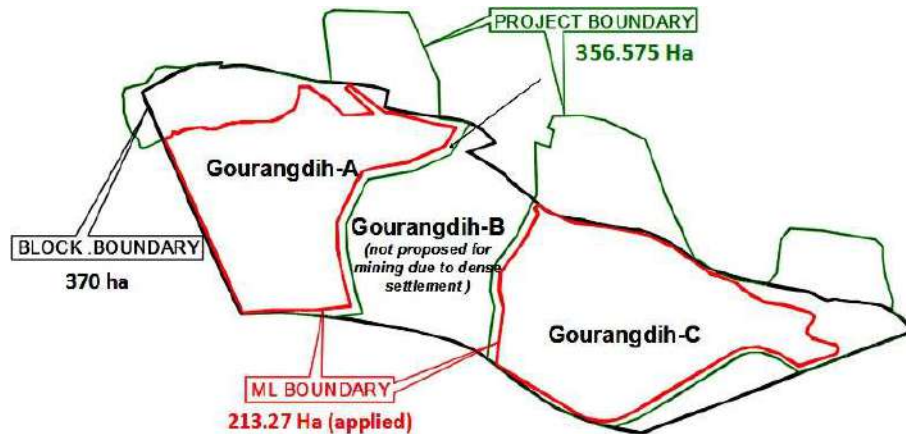 PROJECT BOUNDARY
356.575 Ha
Gourangdih-A
Gourangdih-B
(not proposed for
mining due to dense
settlement )
BLOCK .BOUNDARY
370 ha
Gourangdih-C
ML BOUNDARY
213.27 Ha (applied)